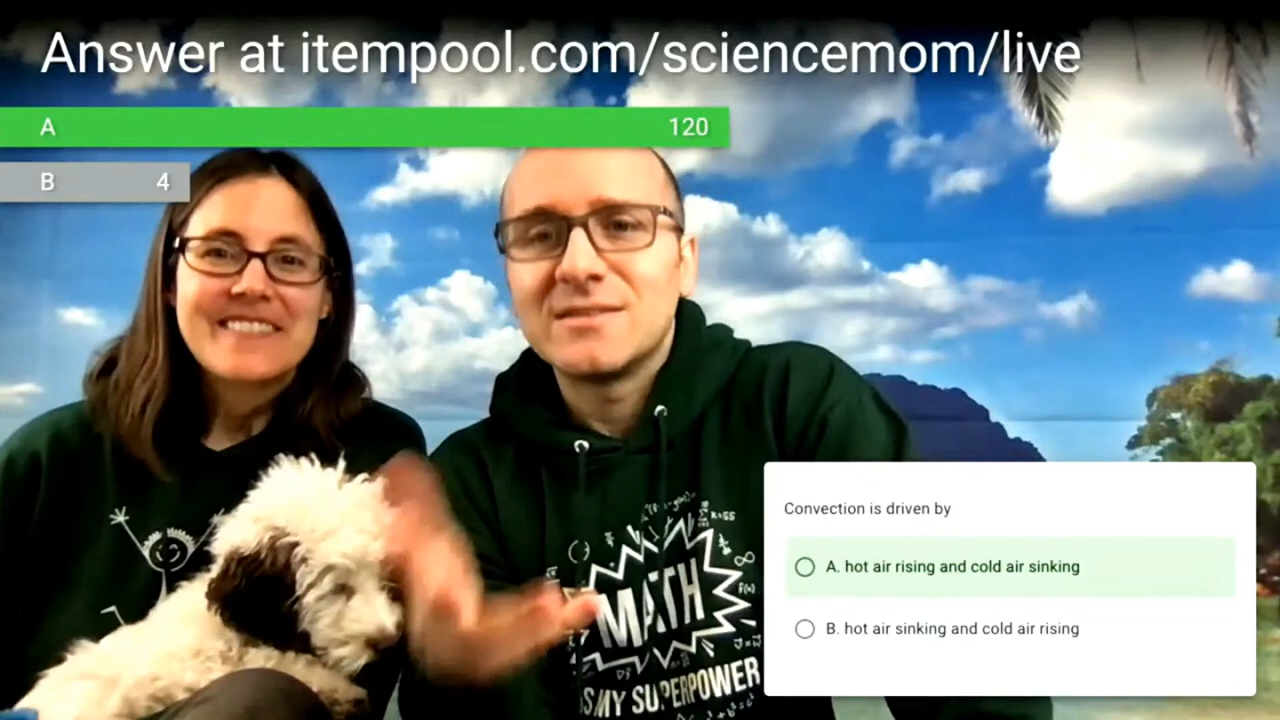 Answer at itempool.com/sciencemom/live
A 120
B 4
Convection is driven by
A. hot air rising and cold air sinking
B. hot air sinking and cold air rising
MATH
IS MY SUPERPOWER